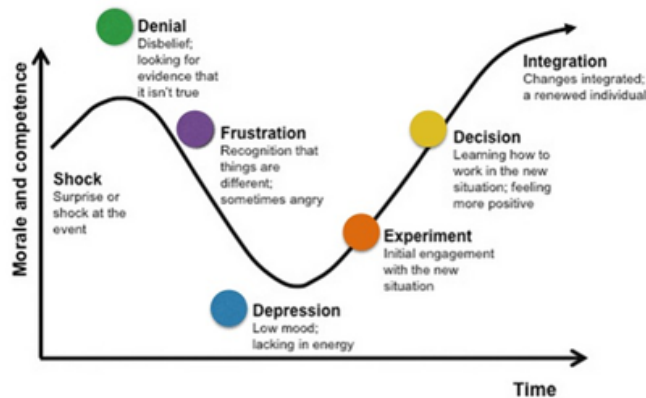 Morale and competence
Shock
Surprise or
shock at the
event
Denial
Disbelief;
looking for
evidence that
it isn't true
Frustration
Recognition that
things are
different;
sometimes angry
Depression
Low mood;
lacking in energy
Experiment
Initial engagement
with the new
situation
Decision
Learning how to
work in the new
situation; feeling
more positive
Integration
Changes integrated;
a renewed individual
Time